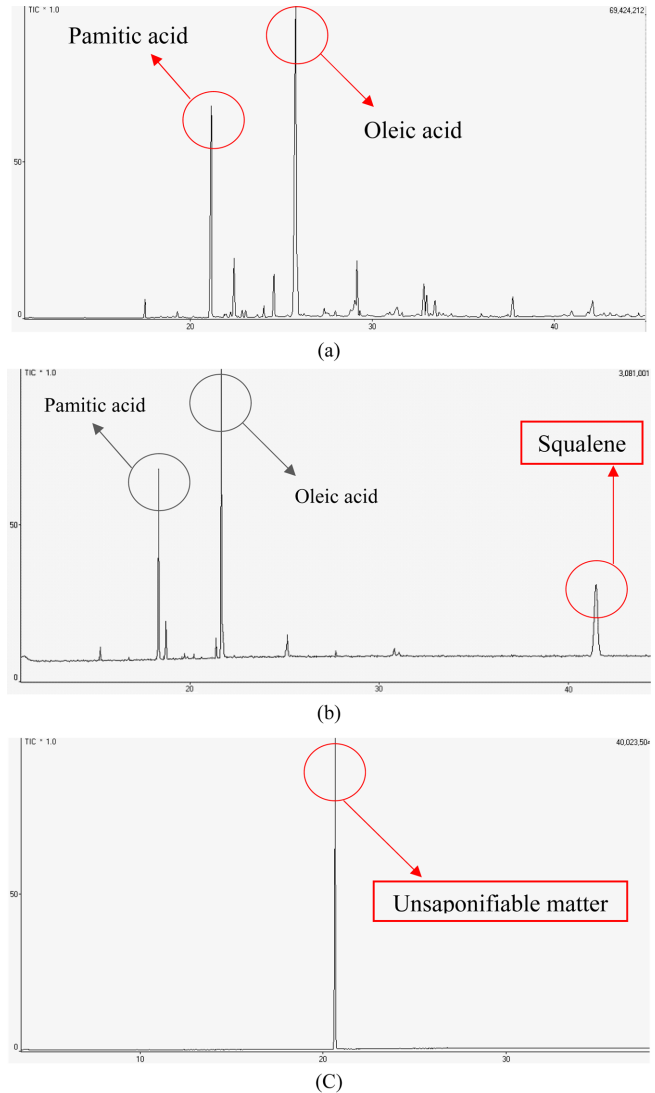 TIC * 1.0 69,424,212
Pamitic acid
Oleic acid
50
0
20 30 40
(a)
TIC * 1.0 3,081,001
Pamitic acid
Squalene
Oleic acid
50
0
20 30 40
(b)
TIC * 1.0 40,023,504
50
Unsaponifiable matter
0
10 20 30
(C)